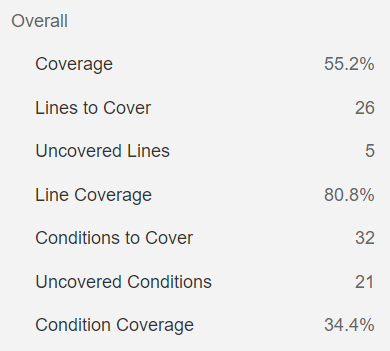 Overall
Coverage 55.2%
Lines to Cover 26
Uncovered Lines 5
Line Coverage 80.8%
Conditions to Cover 32
Uncovered Conditions 21
Condition Coverage 34.4%